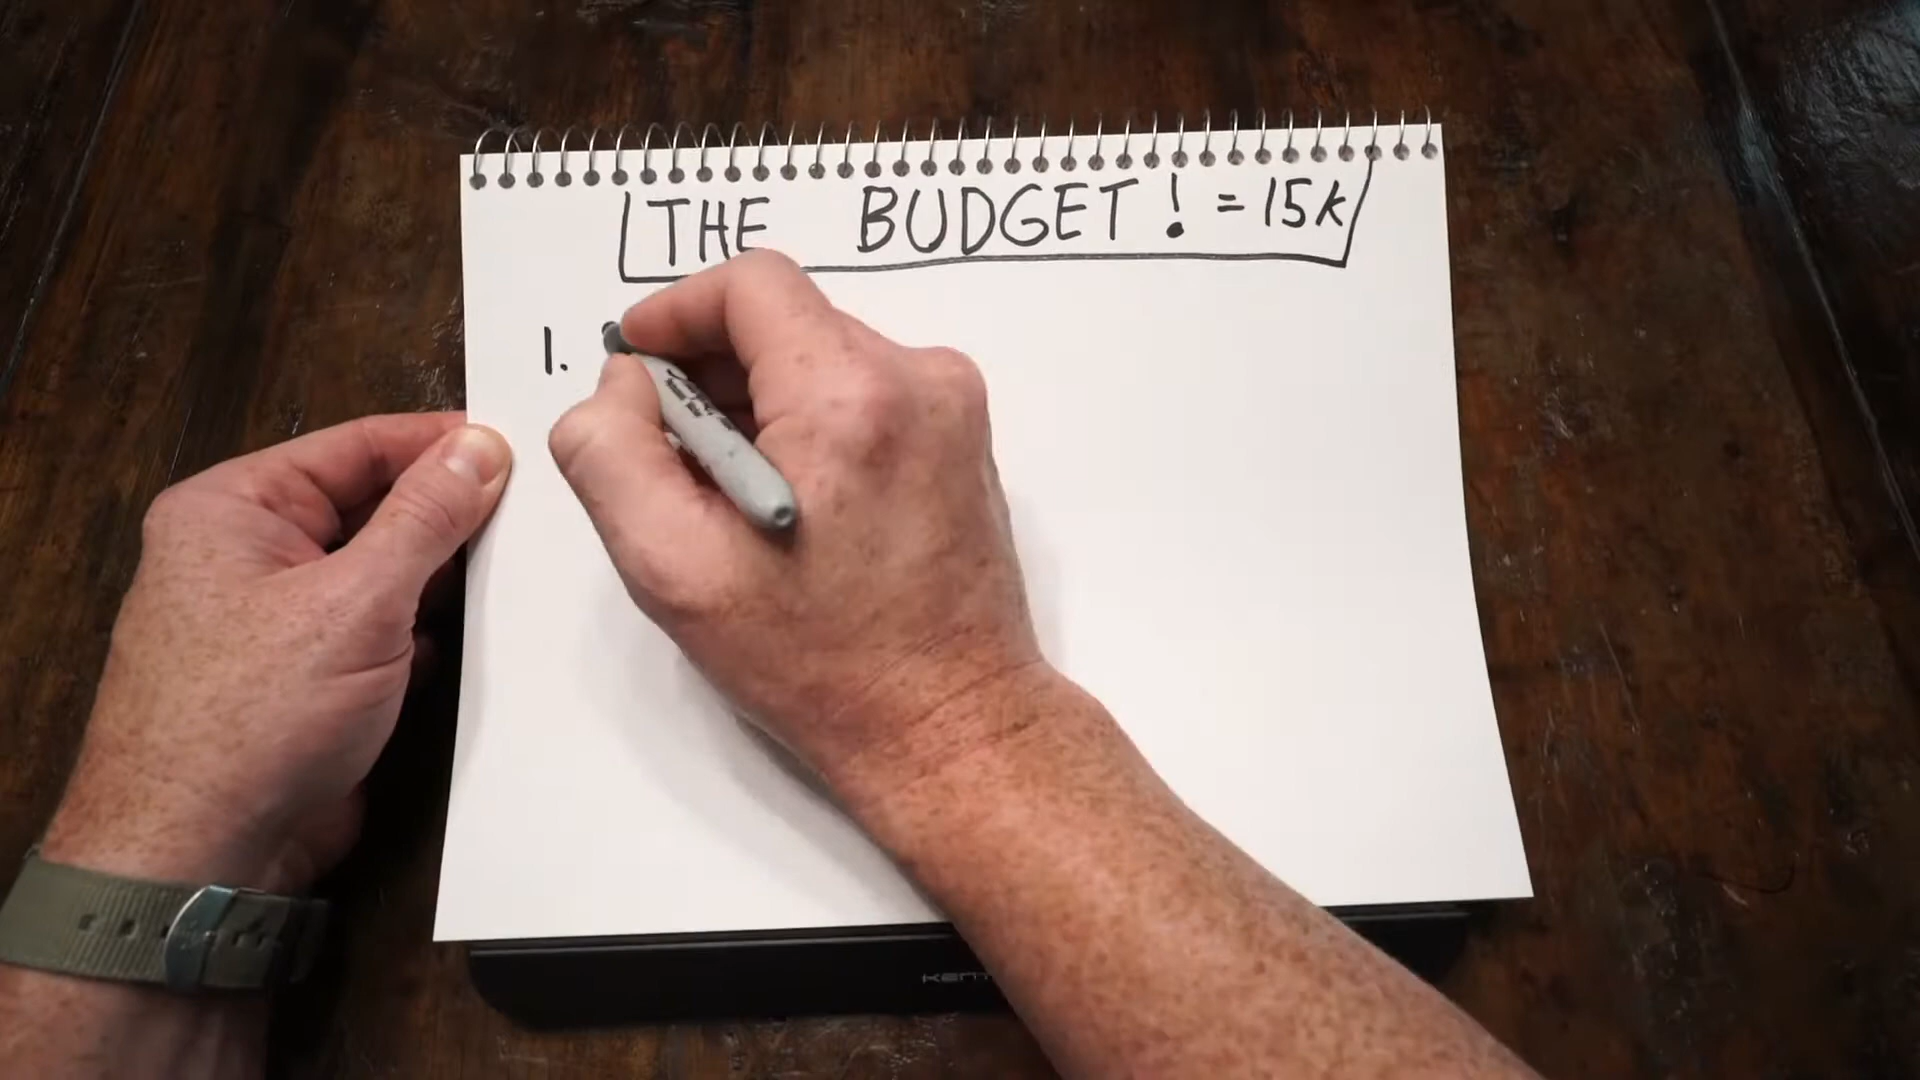 THE BUDGET! = 15k
1.